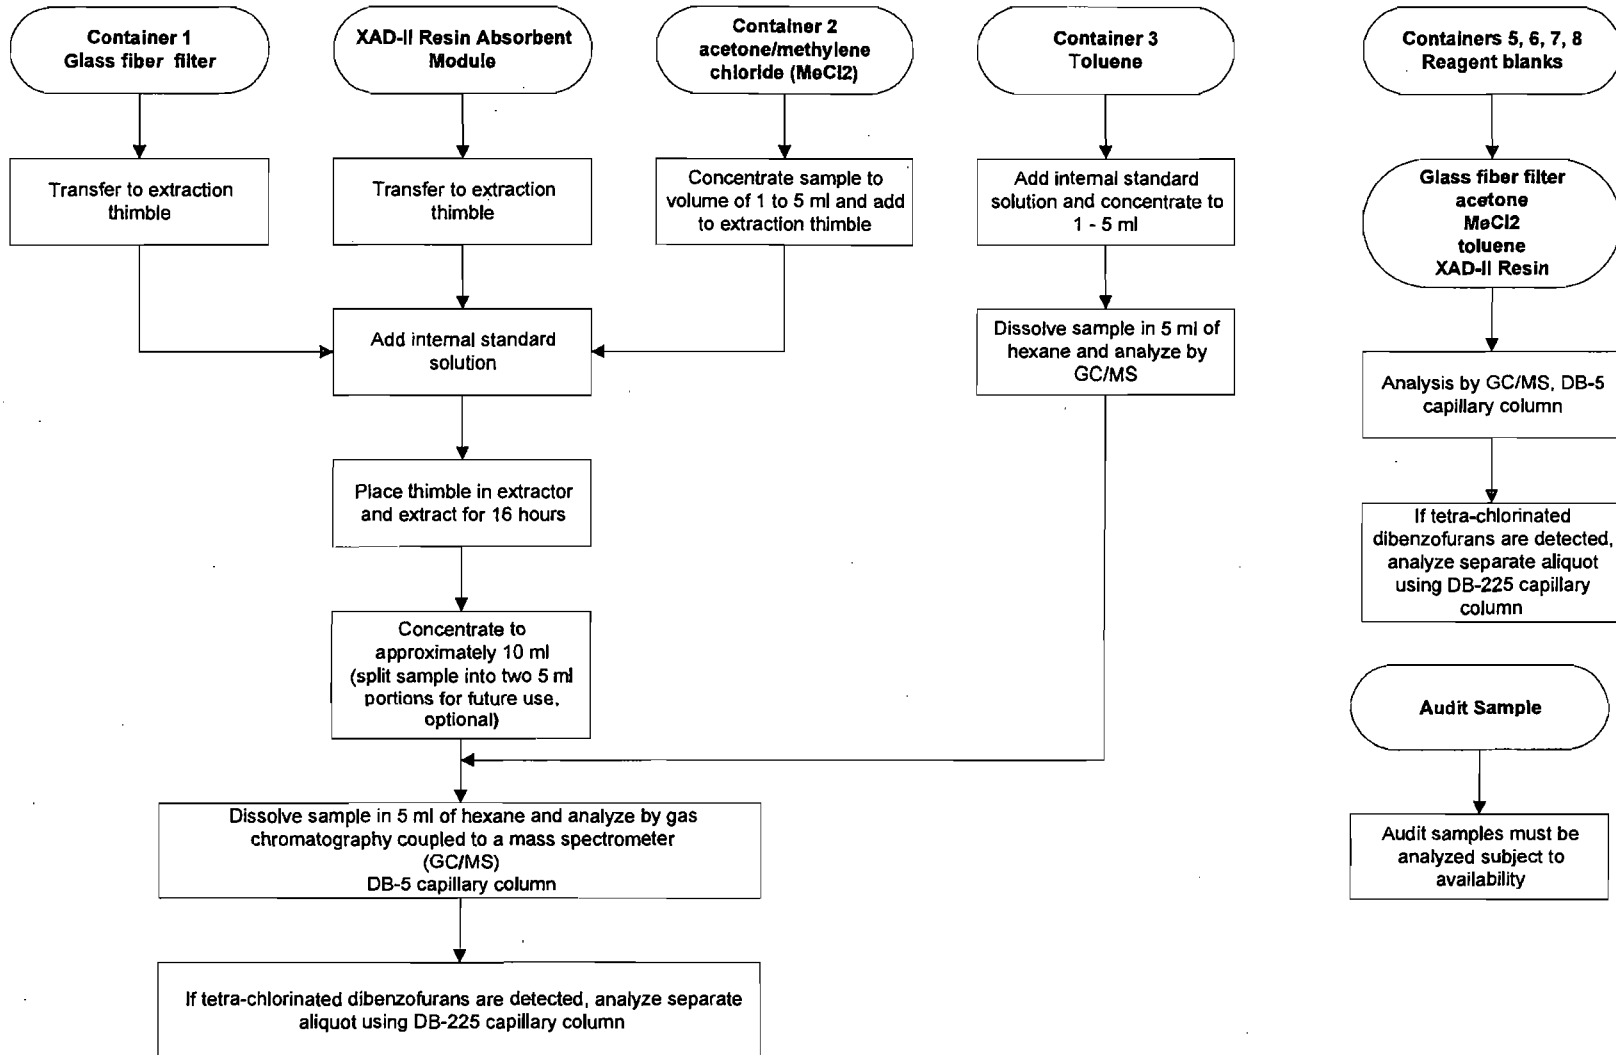 Container 1
Glass fiber filter
XAD-II Resin Absorbent
Module
Container 2
acetone/methylene
chloride (MeCl2)
Container 3
Toluene
Containers 5, 6, 7, 8
Reagent blanks
Transfer to extraction
thimble
Transfer to extraction
thimble
Concentrate sample to
volume of 1 to 5 ml and add
to extraction thimble
Add internal standard
solution and concentrate to
1 - 5 ml
Glass fiber filter
acetone
MeCl2
toluene
XAD-II Resin
Add internal standard
solution
Dissolve sample in 5 ml of
hexane and analyze by
GC/MS
Analysis by GC/MS, DB-5
capillary column
Place thimble in extractor
and extract for 16 hours
If tetra-chlorinated
dibenzofurans are detected,
analyze separate aliquot
using DB-225 capillary
column
Concentrate to
approximately 10 ml
(split sample into two 5 ml
portions for future use,
optional)
Audit Sample
Dissolve sample in 5 ml of hexane and analyze by gas
chromatography coupled to a mass spectrometer
(GC/MS)
DB-5 capillary column
Audit samples must be
analyzed subject to
availability
If tetra-chlorinated dibenzofurans are detected, analyze separate
aliquot using DB-225 capillary column